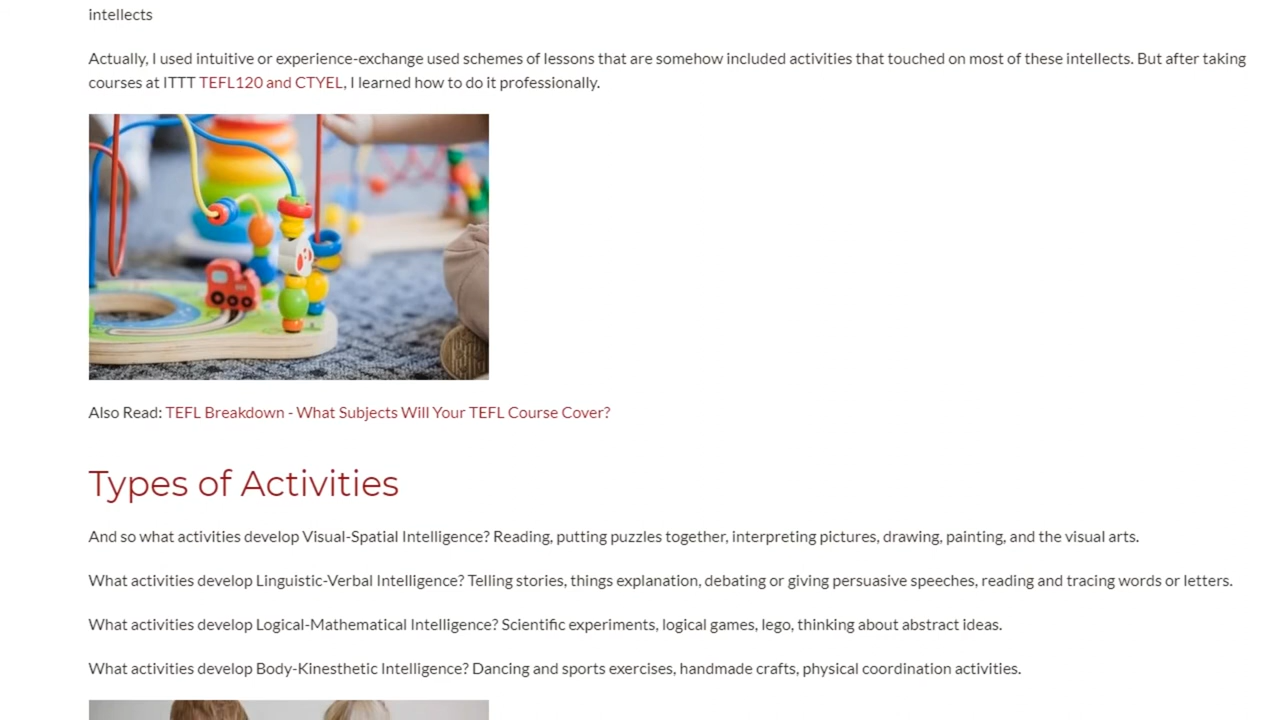 intellects
Actually, I used intuitive or experience-exchange used schemes of lessons that are somehow included activities that touched on most of these intellects. But after taking
courses at ITTT TEFL120 and CTYEL, I learned how to do it professionally.
Also Read: TEFL Breakdown - What Subjects Will Your TEFL Course Cover?
Types of Activities
And so what activities develop Visual-Spatial Intelligence? Reading, putting puzzles together, interpreting pictures, drawing, painting, and the visual arts.
What activities develop Linguistic-Verbal Intelligence? Telling stories, things explanation, debating or giving persuasive speeches, reading and tracing words or letters.
What activities develop Logical-Mathematical Intelligence? Scientific experiments, logical games, lego, thinking about abstract ideas.
What activities develop Body-Kinesthetic Intelligence? Dancing and sports exercises, handmade crafts, physical coordination activities.